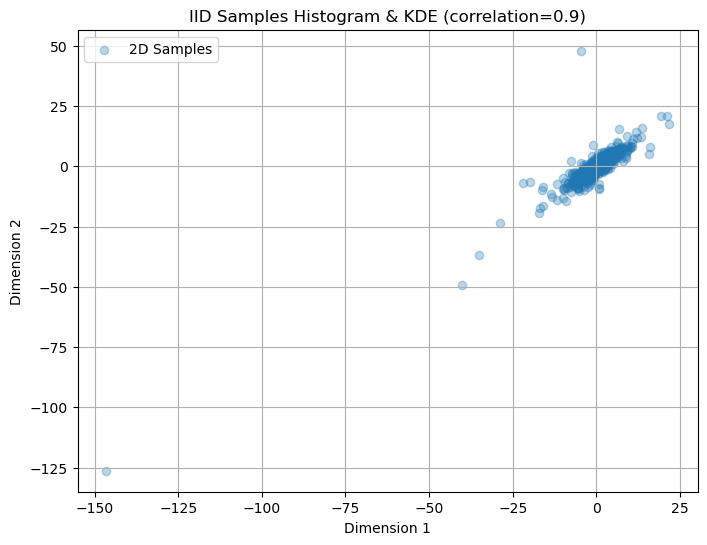 IID Samples Histogram & KDE (correlation=0.9)
2D Samples
50
25
0
−25
−50
−75
−100
−125
Dimension 2
−150 −125 −100 −75 −50 −25 0 25
Dimension 1